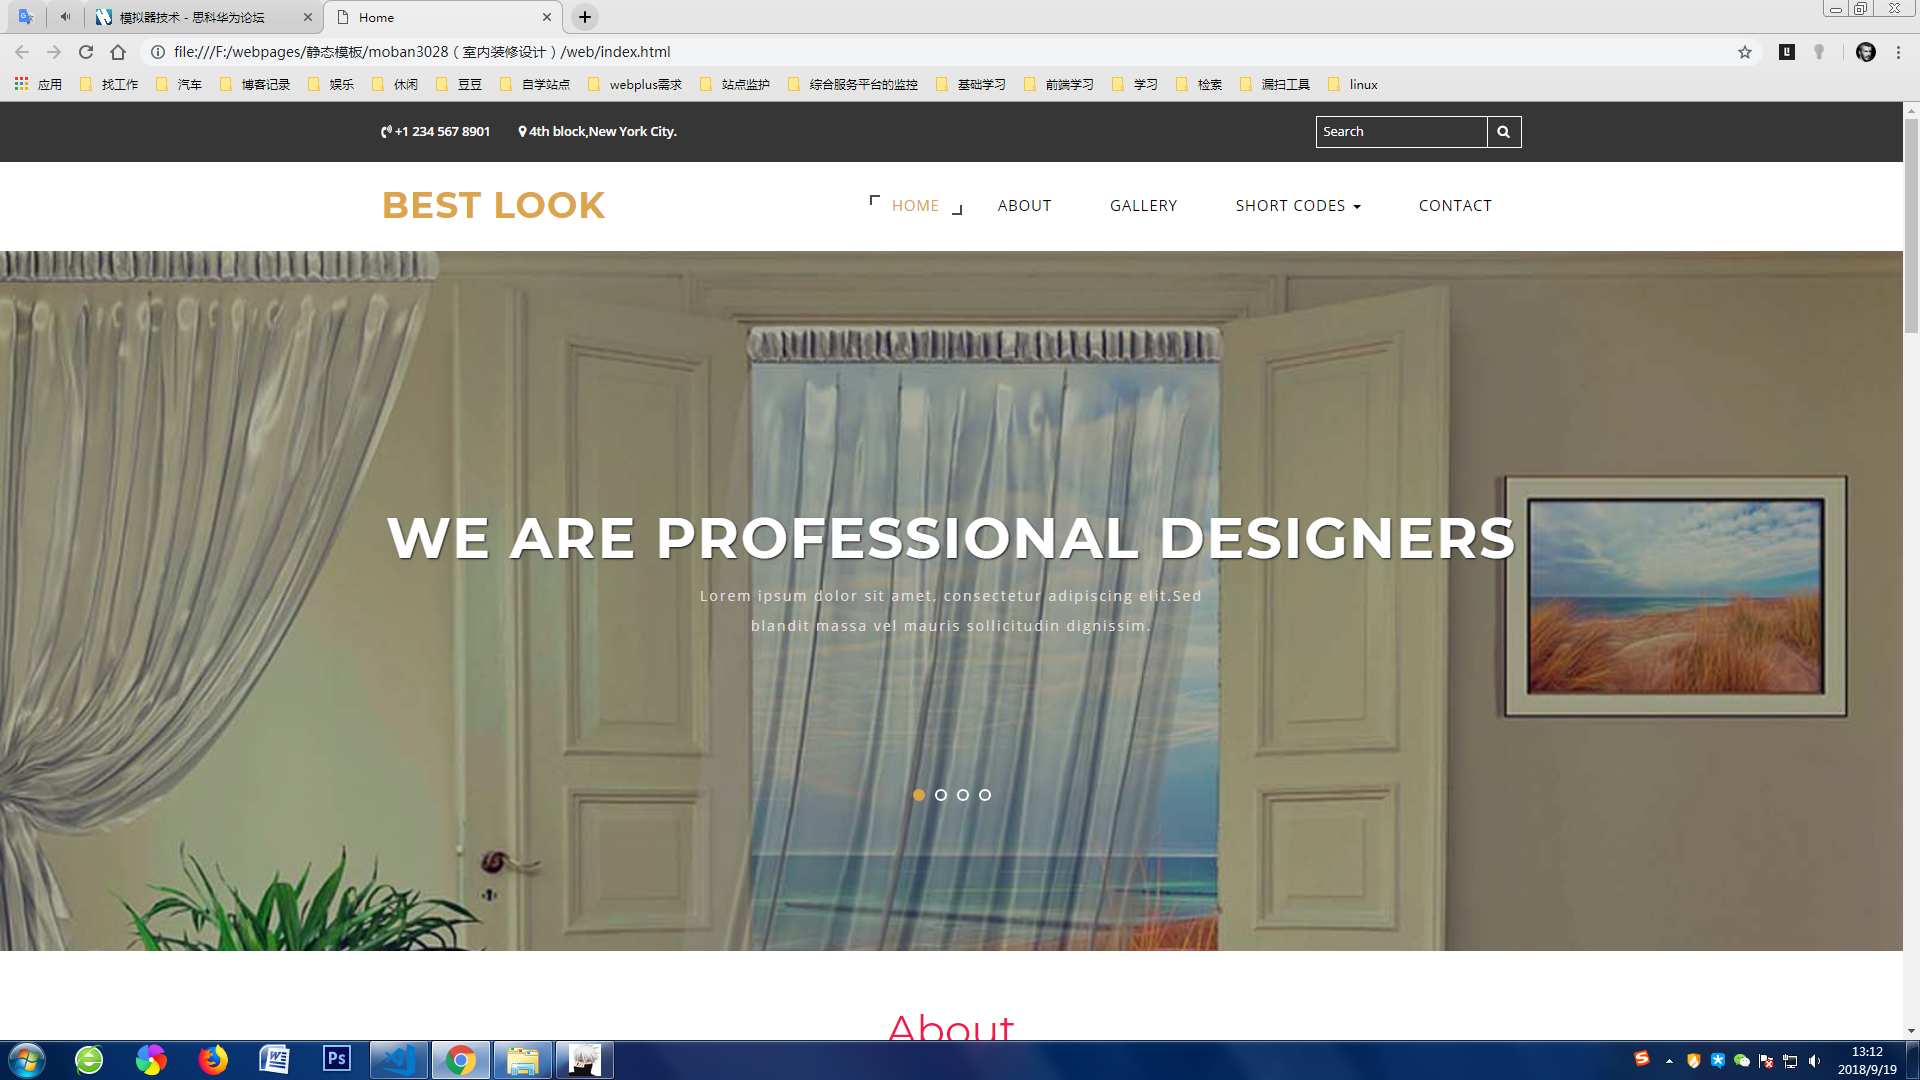 模拟器技术 - 思科华为论坛
Home
file:///F:/webpages/静态模板/moban3028（室内装修设计）/web/index.html
应用 找工作 汽车 博客记录 娱乐 休闲 豆豆 自学站点 webplus需求 站点监护 综合服务平台的监控 基础学习 前端学习 学习 检索 漏扫工具 linux
+1 234 567 8901 4th block,New York City. Search
BEST LOOK HOME ABOUT GALLERY SHORT CODES CONTACT
WE ARE PROFESSIONAL DESIGNERS
Lorem ipsum dolor sit amet, consectetur adipiscing elit.Sed
blandit massa vel mauris sollicitudin dignissim.
About
Ps
13:12
2018/9/19